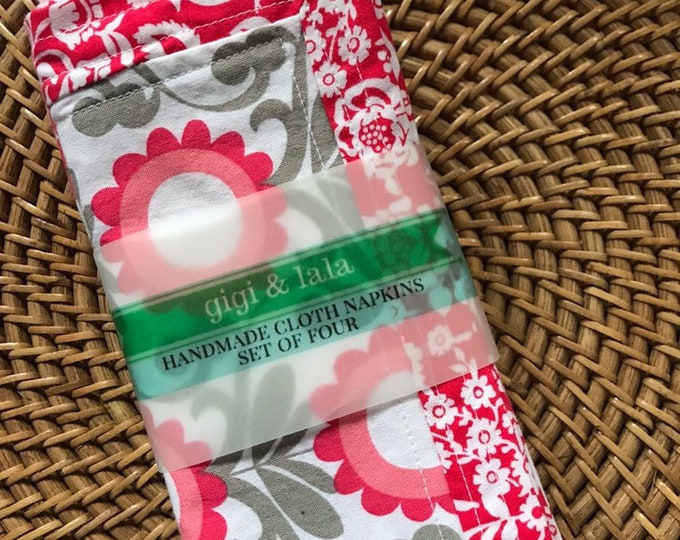 gigi & lala
HANDMADE CLOTH NAPKINS
SET OF FOUR